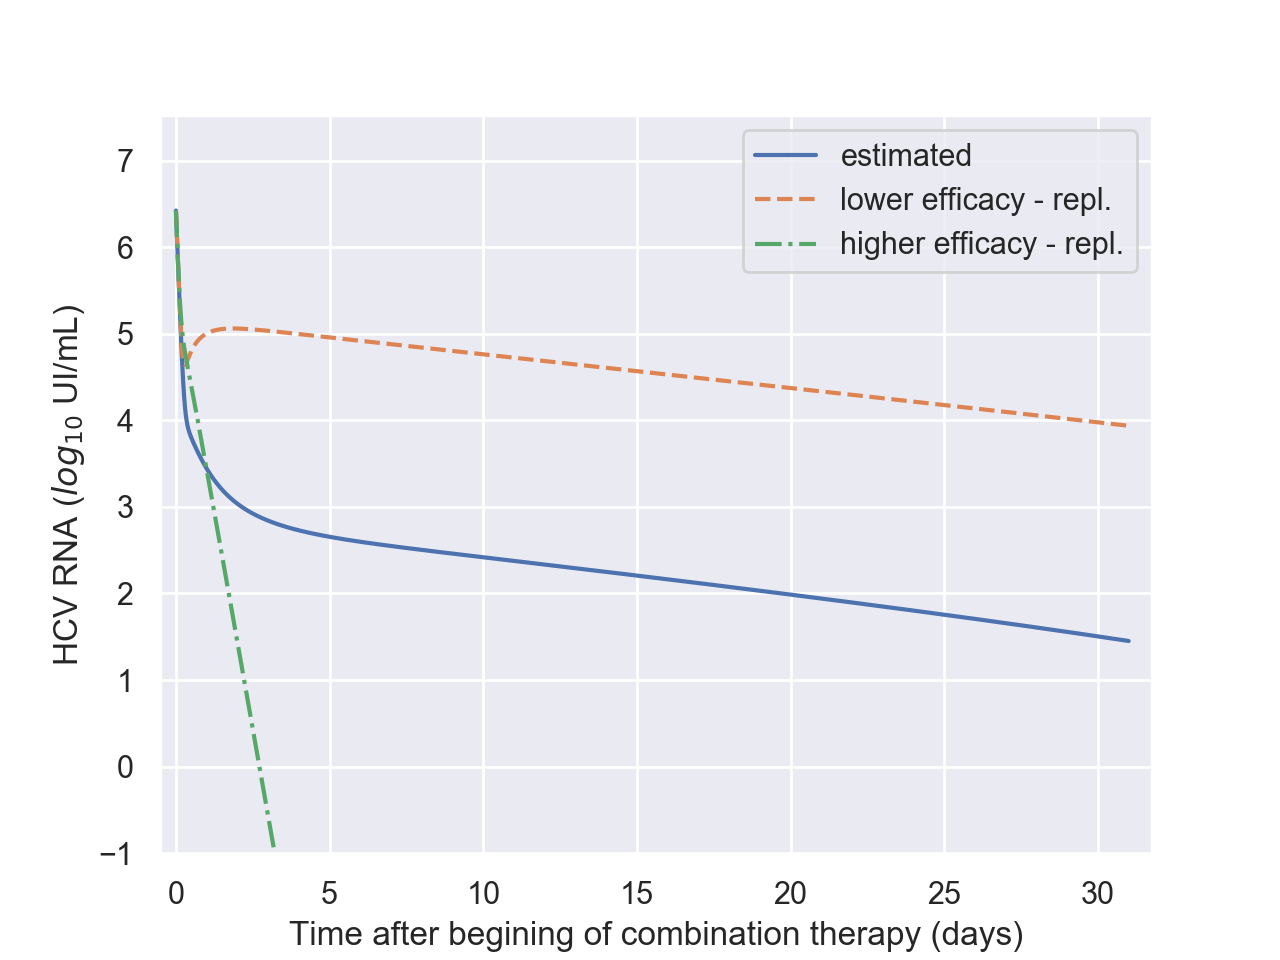 estimated
lower efficacy - repl.
higher efficacy - repl.
7
6
5
4
3
2
1
0
−1
HCV RNA (log₁₀ UI/mL)
0 5 10 15 20 25 30
Time after begining of combination therapy (days)